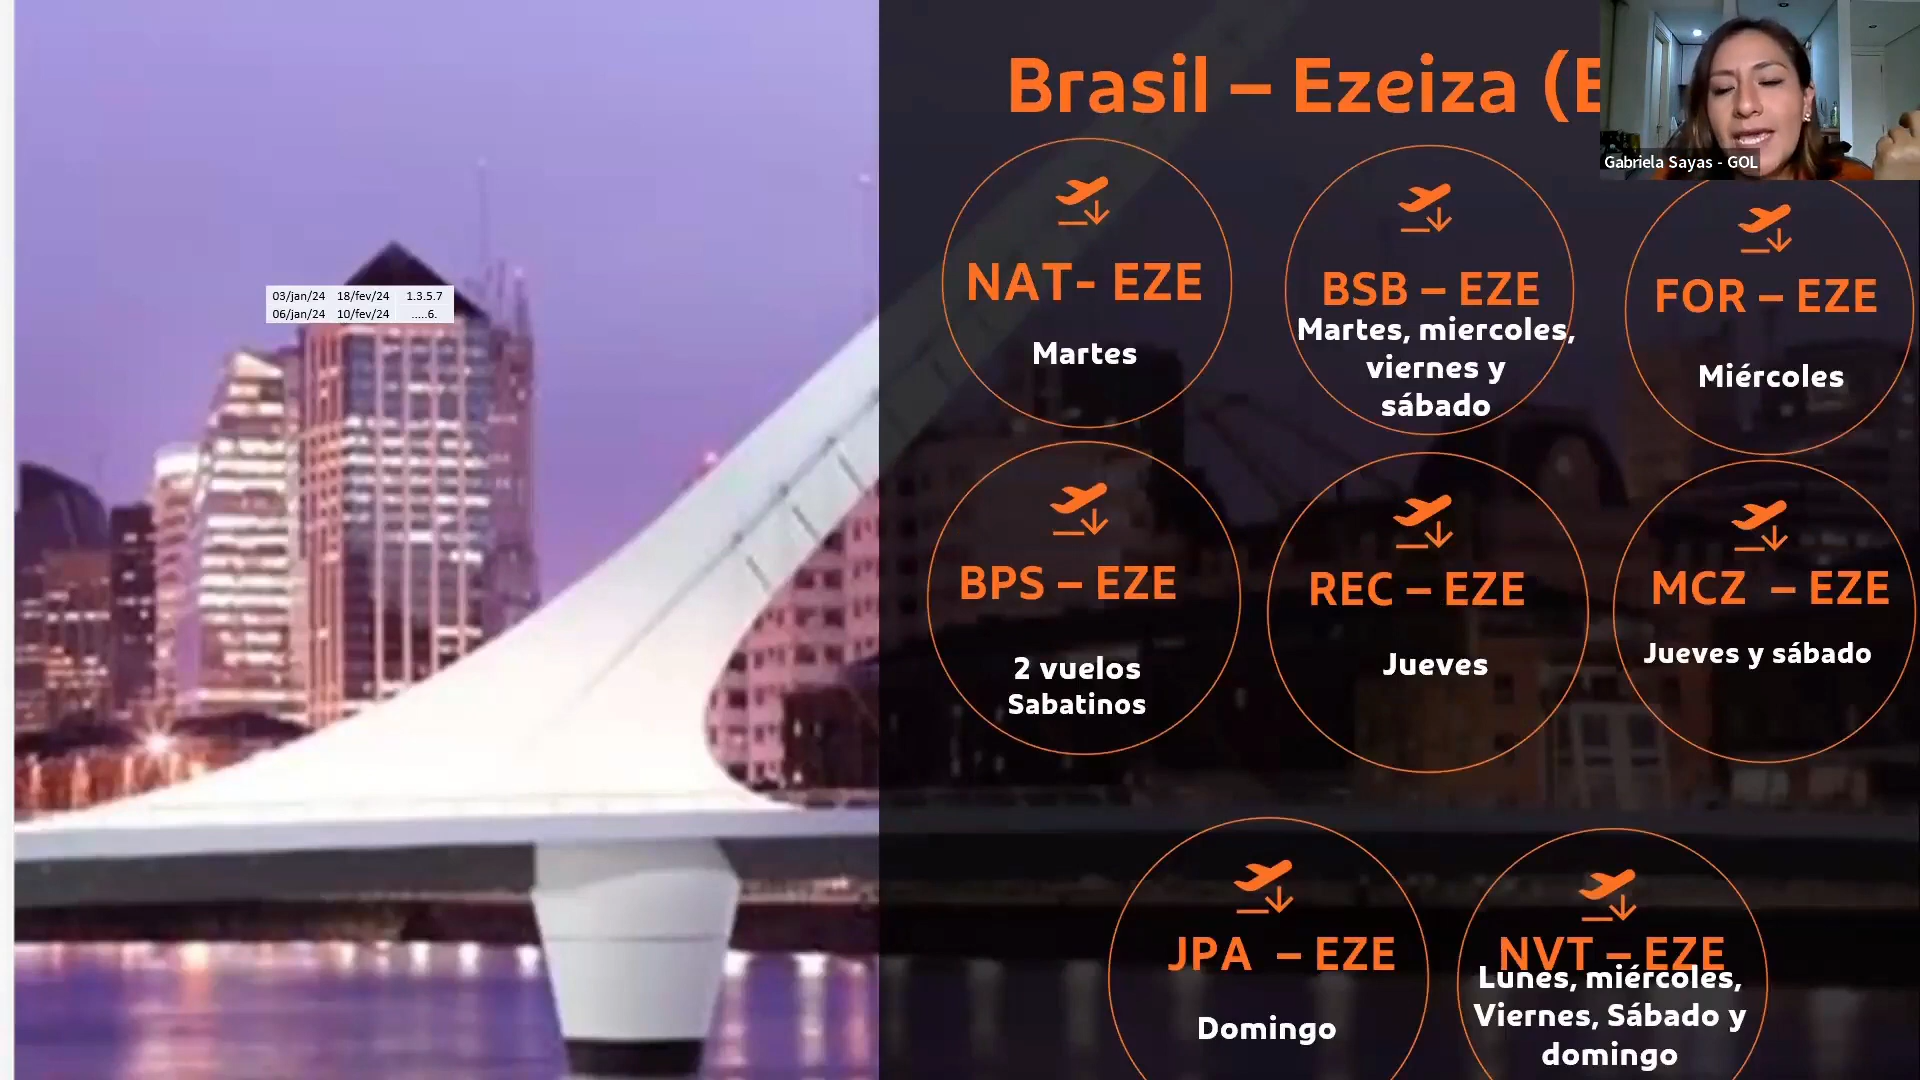 Brasil – Ezeiza (E
Gabriela Sayas - GOL
03/jan/24 18/fev/24 1.3.5.7
06/jan/24 10/fev/24 .....6.
NAT- EZE
Martes
BSB – EZE
Martes, miercoles,
viernes y
sábado
FOR – EZE
Miércoles
BPS – EZE
2 vuelos
Sabatinos
REC – EZE
Jueves
MCZ – EZE
Jueves y sábado
JPA – EZE
Domingo
NVT – EZE
Lunes, miércoles,
Viernes, Sábado y
domingo